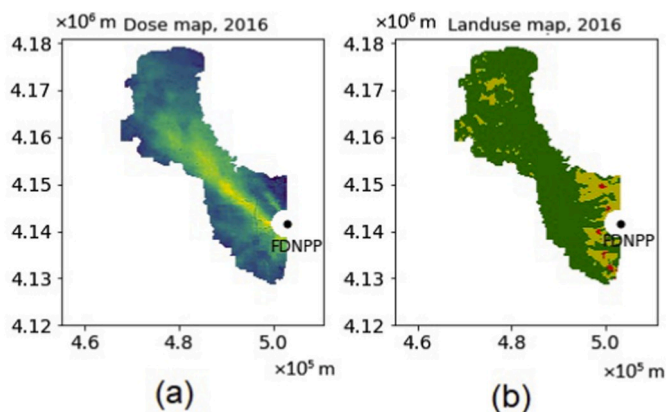 ×10⁶ m Dose map, 2016
4.18
4.17
4.16
4.15
4.14
4.13
4.12
FDNPP
4.6 4.8 5.0
×10⁵ m
(a)
×10⁶ m Landuse map, 2016
4.18
4.17
4.16
4.15
4.14
4.13
4.12
FDNPP
4.6 4.8 5.0
×10⁵ m
(b)